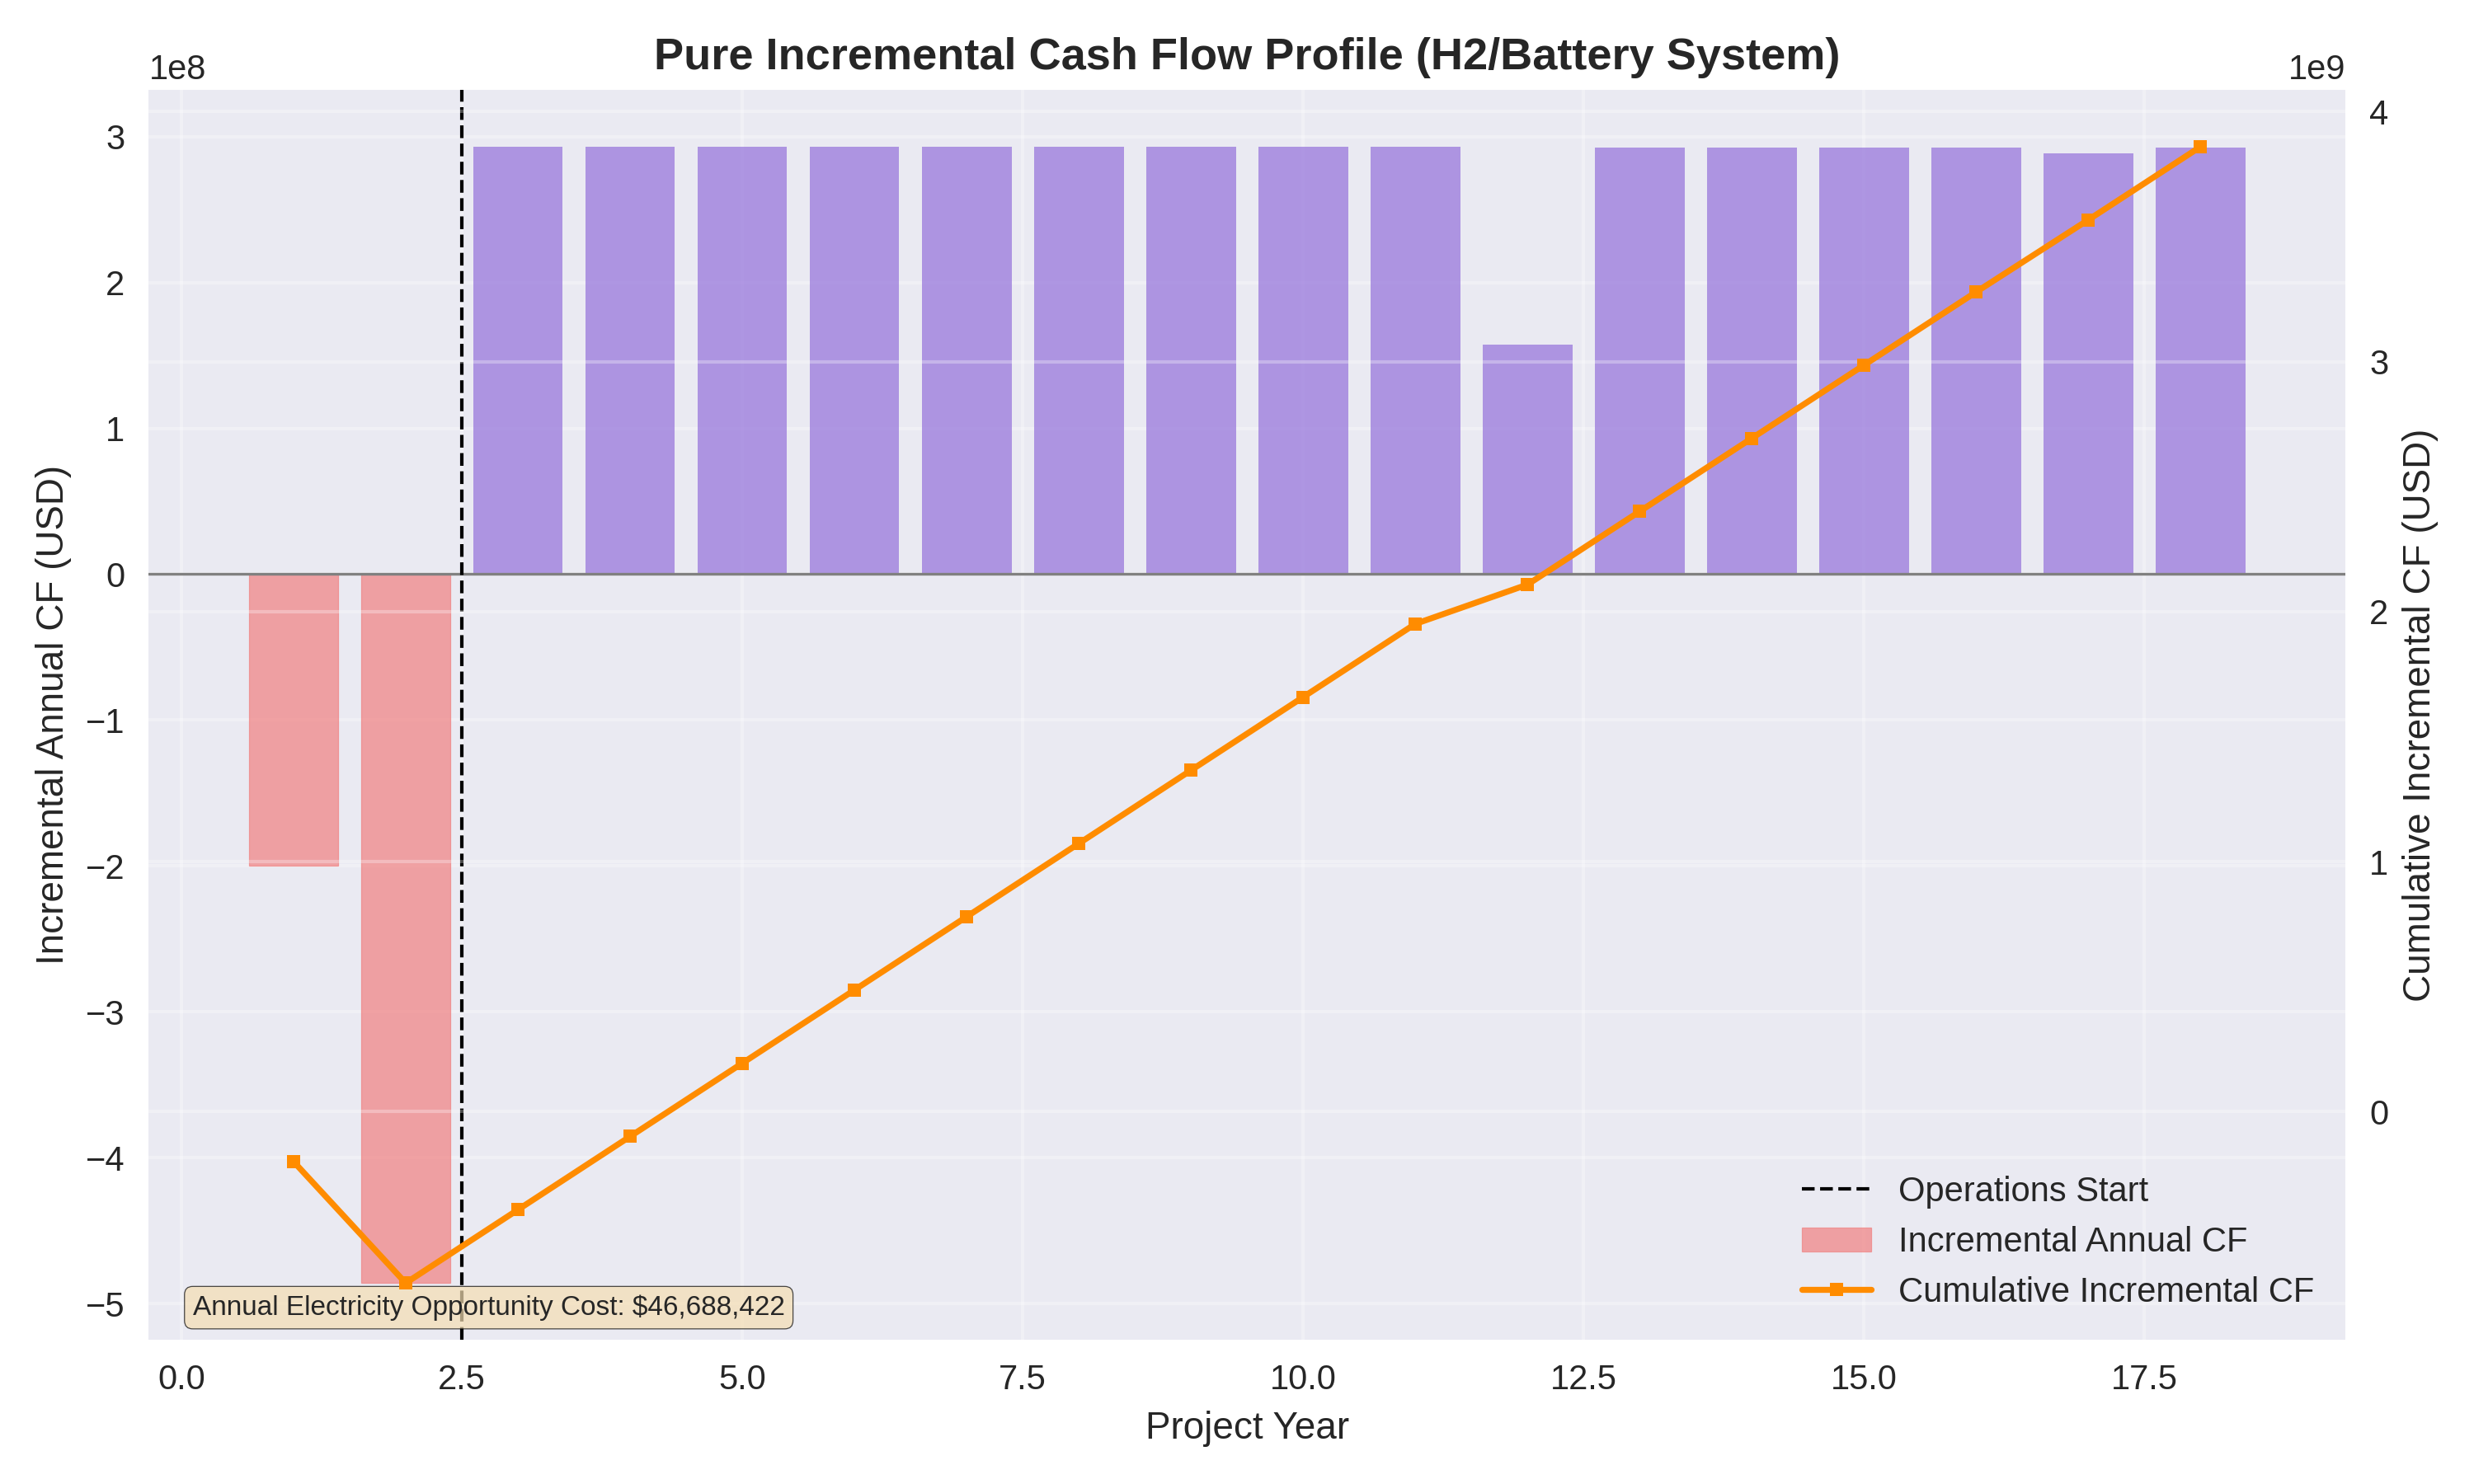 Pure Incremental Cash Flow Profile (H2/Battery System)
1e8
1e9
3
2
1
0
−1
−2
−3
−4
−5
Incremental Annual CF (USD)
4
3
2
1
0
Cumulative Incremental CF (USD)
Operations Start
Incremental Annual CF
Cumulative Incremental CF
Annual Electricity Opportunity Cost: $46,688,422
0.0 2.5 5.0 7.5 10.0 12.5 15.0 17.5
Project Year